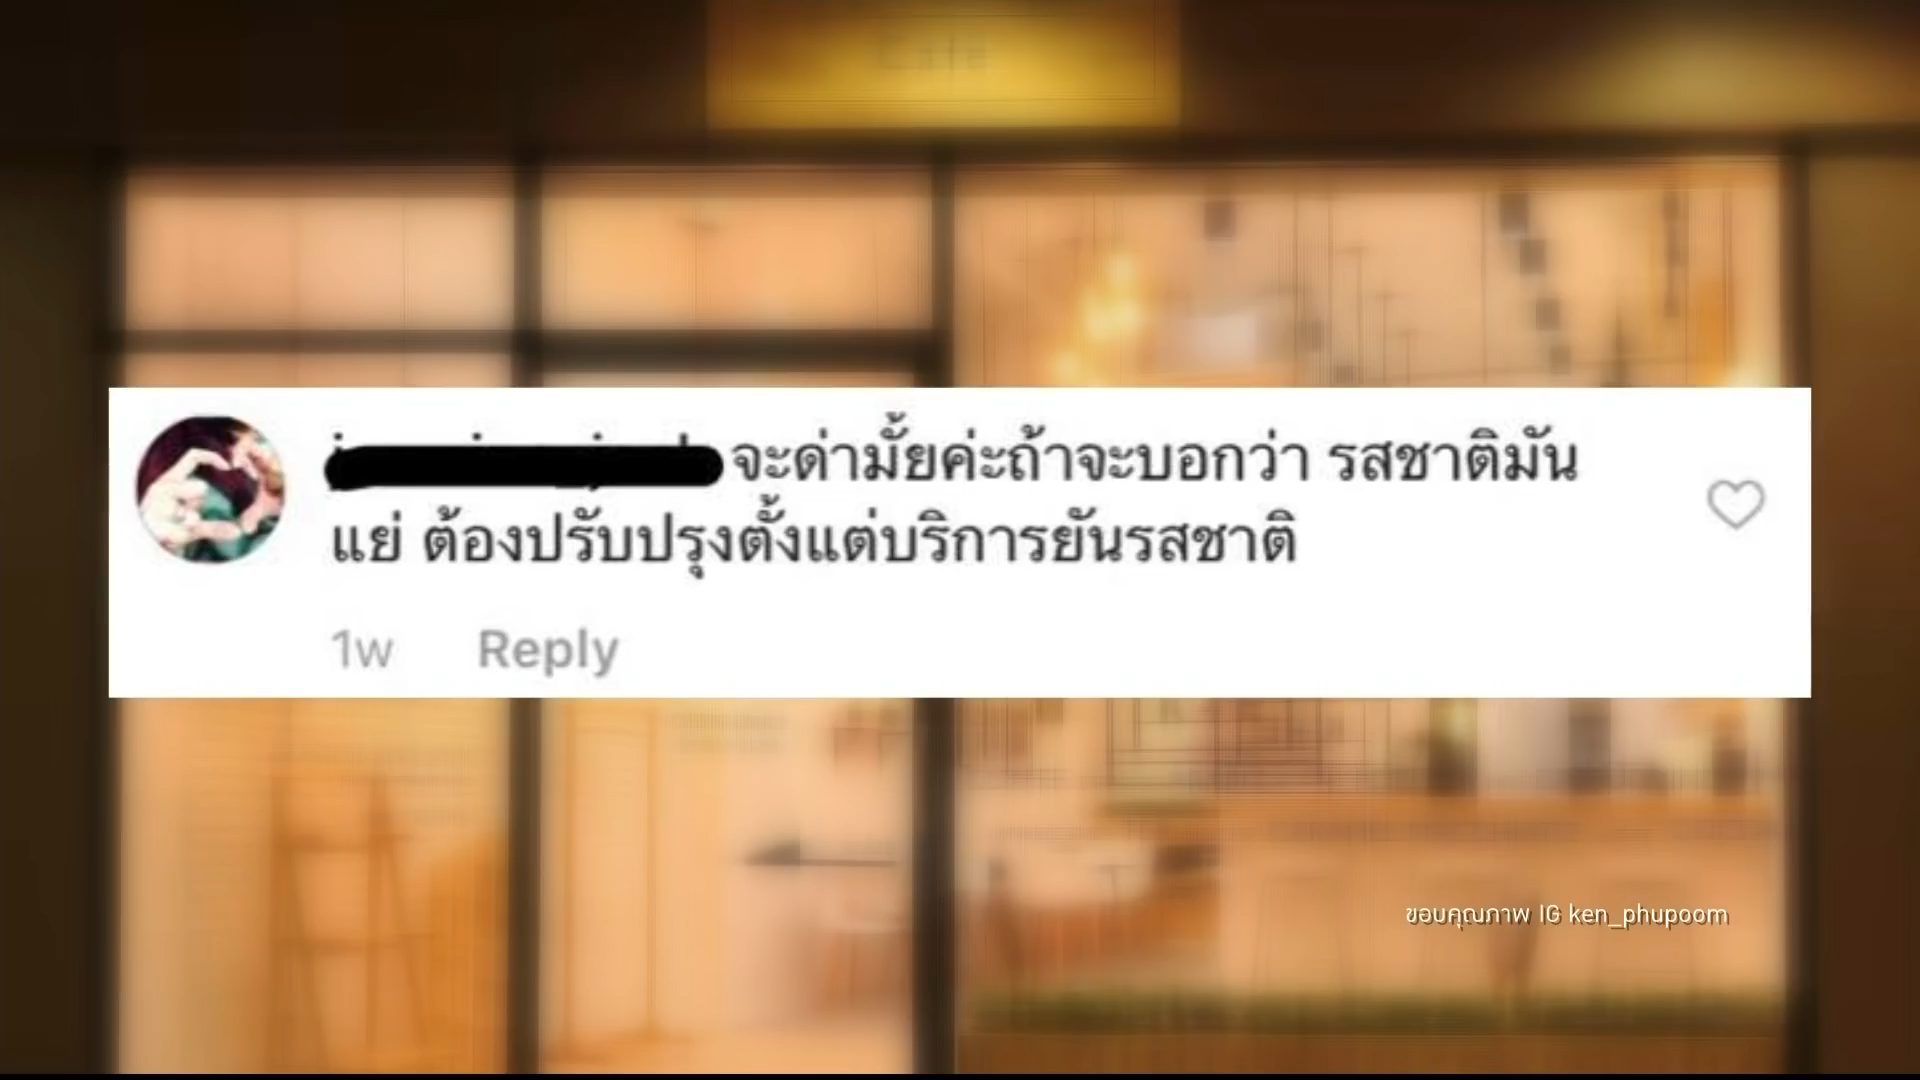 Cafe
จะด่ามั้ยค่ะถ้าจะบอกว่า รสชาติมัน
แย่ ต้องปรับปรุงตั้งแต่บริการยันรสชาติ
1w Reply
ขอบคุณภาพ IG ken_phupoom